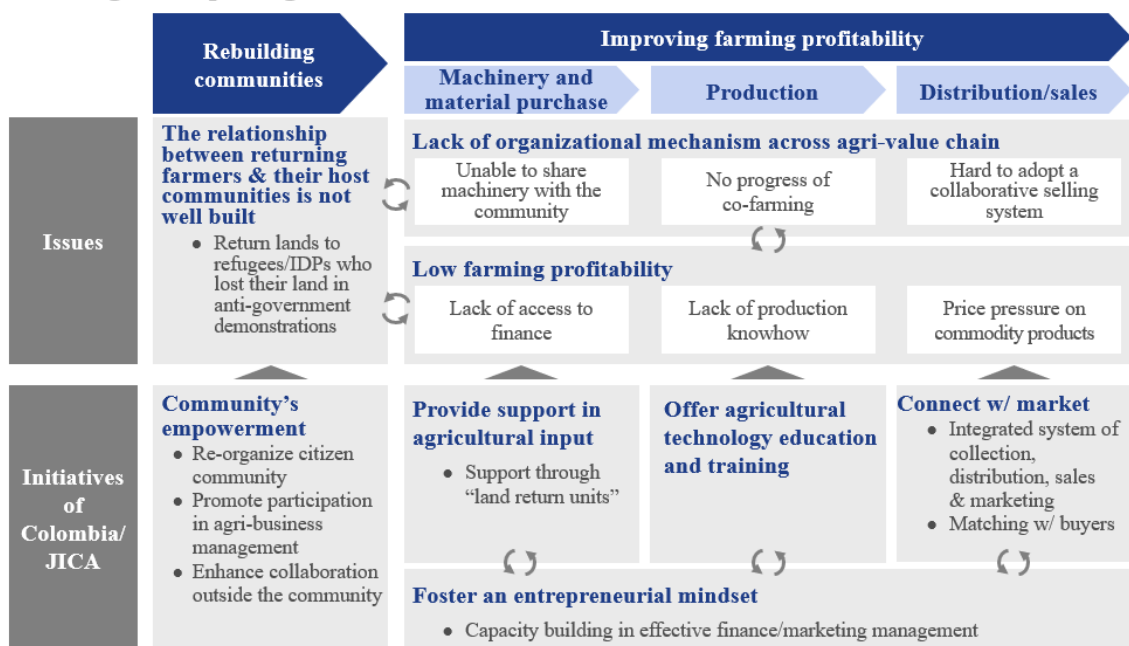 Rebuilding
communities
Improving farming profitability
Machinery and
material purchase
Production
Distribution/sales
Issues
The relationship
between returning
farmers & their host
communities is not
well built
• Return lands to
refugees/IDPs who
lost their land in
anti-government
demonstrations
Lack of organizational mechanism across agri-value chain
Unable to share
machinery with the
community
No progress of
co-farming
Hard to adopt a
collaborative selling
system
Low farming profitability
Lack of access to
finance
Lack of production
knowhow
Price pressure on
commodity products
Initiatives
of
Colombia/
JICA
Community's
empowerment
• Re-organize citizen
community
• Promote participation
in agri-business
management
• Enhance collaboration
outside the community
Provide support in
agricultural input
• Support through
“land return units”
Offer agricultural
technology education
and training
Connect w/ market
• Integrated system of
collection,
distribution, sales
& marketing
• Matching w/ buyers
Foster an entrepreneurial mindset
• Capacity building in effective finance/marketing management